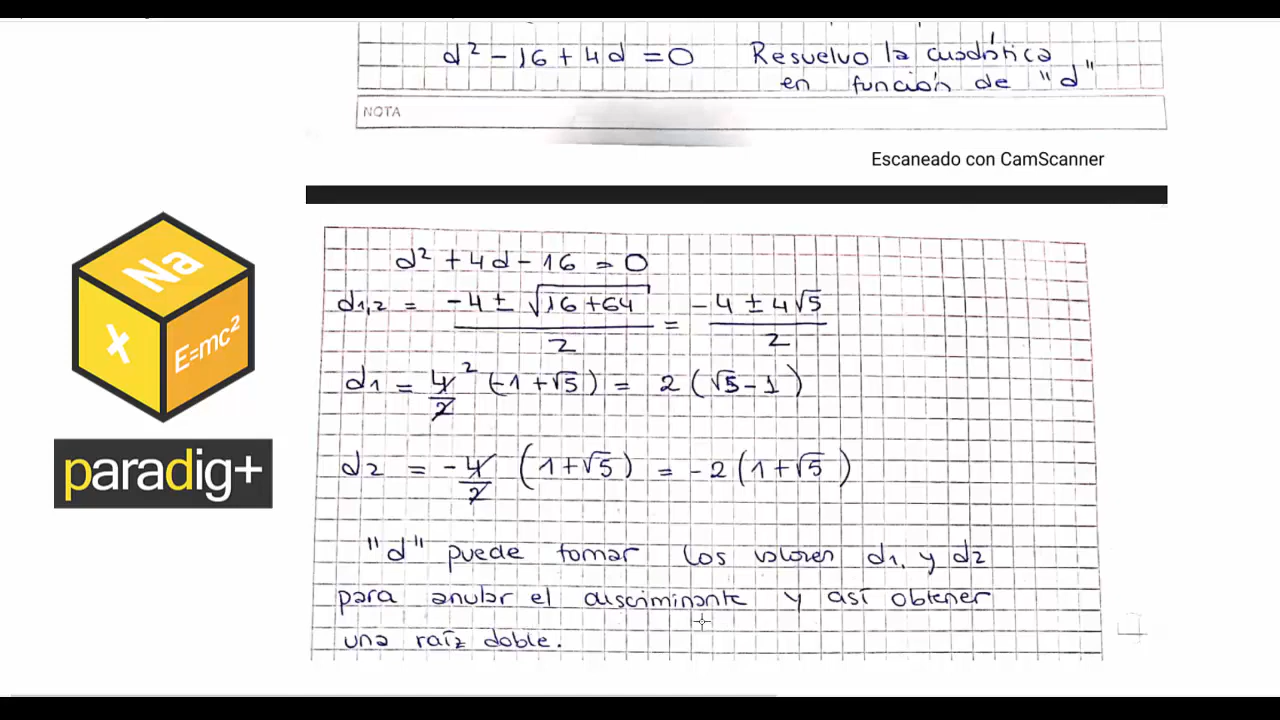 d² - 16 + 4d = 0 Resuelvo la cuadrática
en función de "d"
NOTA
Escaneado con CamScanner
Na
X
E=mc²
paradig+
d² + 4d - 16 = 0
d1,2 = -4 ± √16+64 / 2 = -4 ± 4√5 / 2
d1 = 4/2 ² (-1 + √5) = 2 (√5 - 1)
d2 = -4/2 (1 + √5) = -2 (1 + √5)
"d" puede tomar los valores d1, y d2
para anular el discriminante y así obtener
una raíz doble.